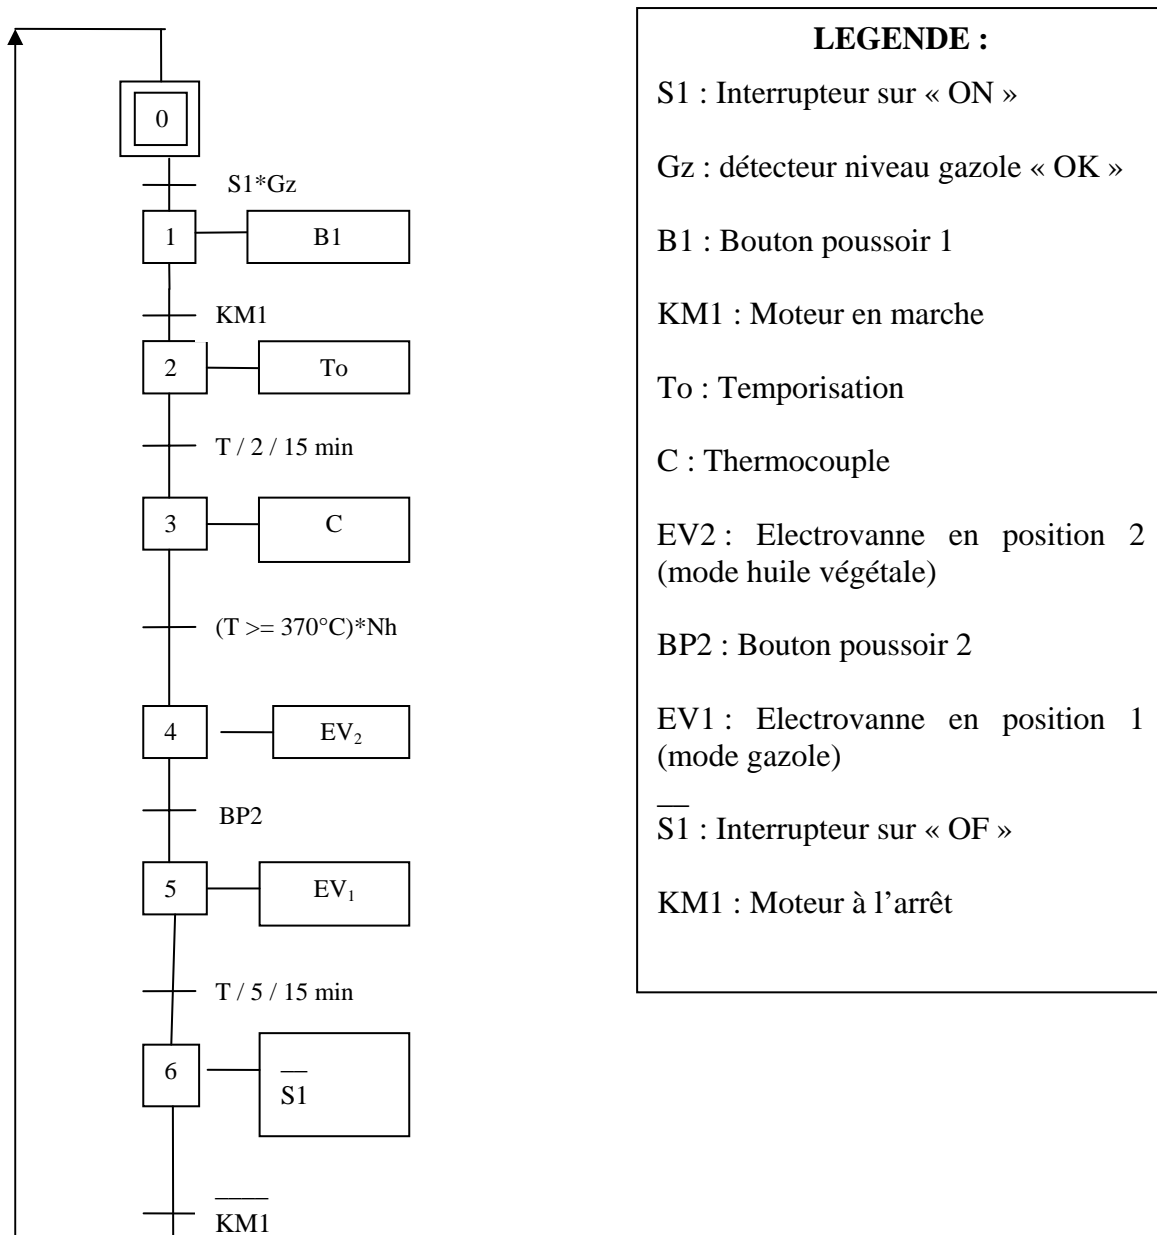 0
S1*Gz
1
B1
KM1
2
To
T / 2 / 15 min
3
C
(T >= 370°C)*Nh
4
EV₂
BP2
5
EV₁
T / 5 / 15 min
6
S̅1̅
K̅M̅1̅
LEGENDE :
S1 : Interrupteur sur « ON »
Gz : détecteur niveau gazole « OK »
B1 : Bouton poussoir 1
KM1 : Moteur en marche
To : Temporisation
C : Thermocouple
EV2 : Electrovanne en position 2
(mode huile végétale)
BP2 : Bouton poussoir 2
EV1 : Electrovanne en position 1
(mode gazole)
S̅1̅ : Interrupteur sur « OF »
KM1 : Moteur à l’arrêt